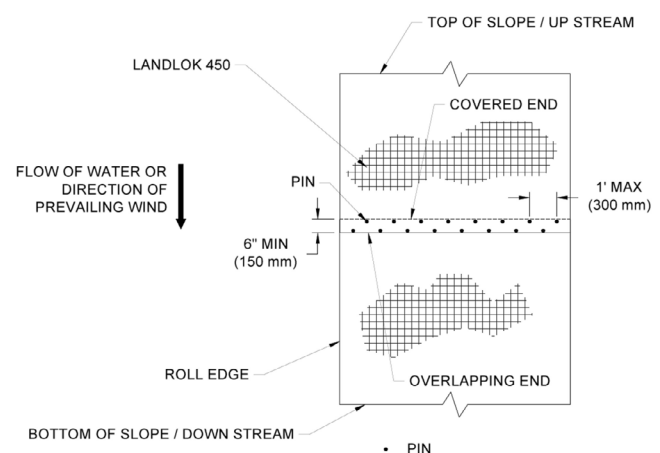 TOP OF SLOPE / UP STREAM
LANDLOK 450
COVERED END
FLOW OF WATER OR
DIRECTION OF
PREVAILING WIND
PIN
1' MAX
(300 mm)
6" MIN
(150 mm)
ROLL EDGE
OVERLAPPING END
BOTTOM OF SLOPE / DOWN STREAM
PIN